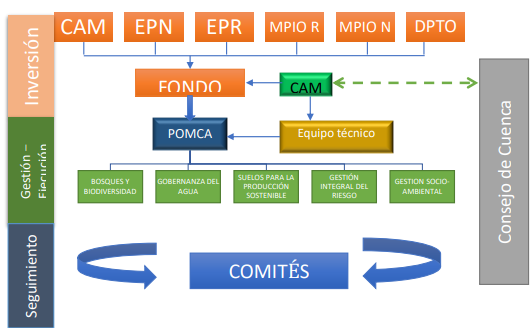 Inversión
CAM
EPN
EPR
MPIO R
MPIO N
DPTO
FONDO
CAM
Gestión –
Ejecución
POMCA
Equipo técnico
BOSQUES Y
BIODIVERSIDAD
GOBERNANZA DEL
AGUA
SUELOS PARA LA
PRODUCCIÓN
SOSTENIBLE
GESTIÓN
INTEGRAL DEL
RIESGO
GESTION SOCIO-
AMBIENTAL
Consejo de Cuenca
Seguimiento
COMITÉS